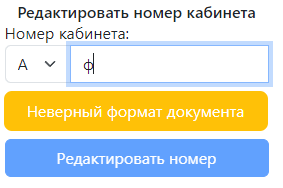 Редактировать номер кабинета
Номер кабинета:
А ф
Неверный формат документа
Редактировать номер